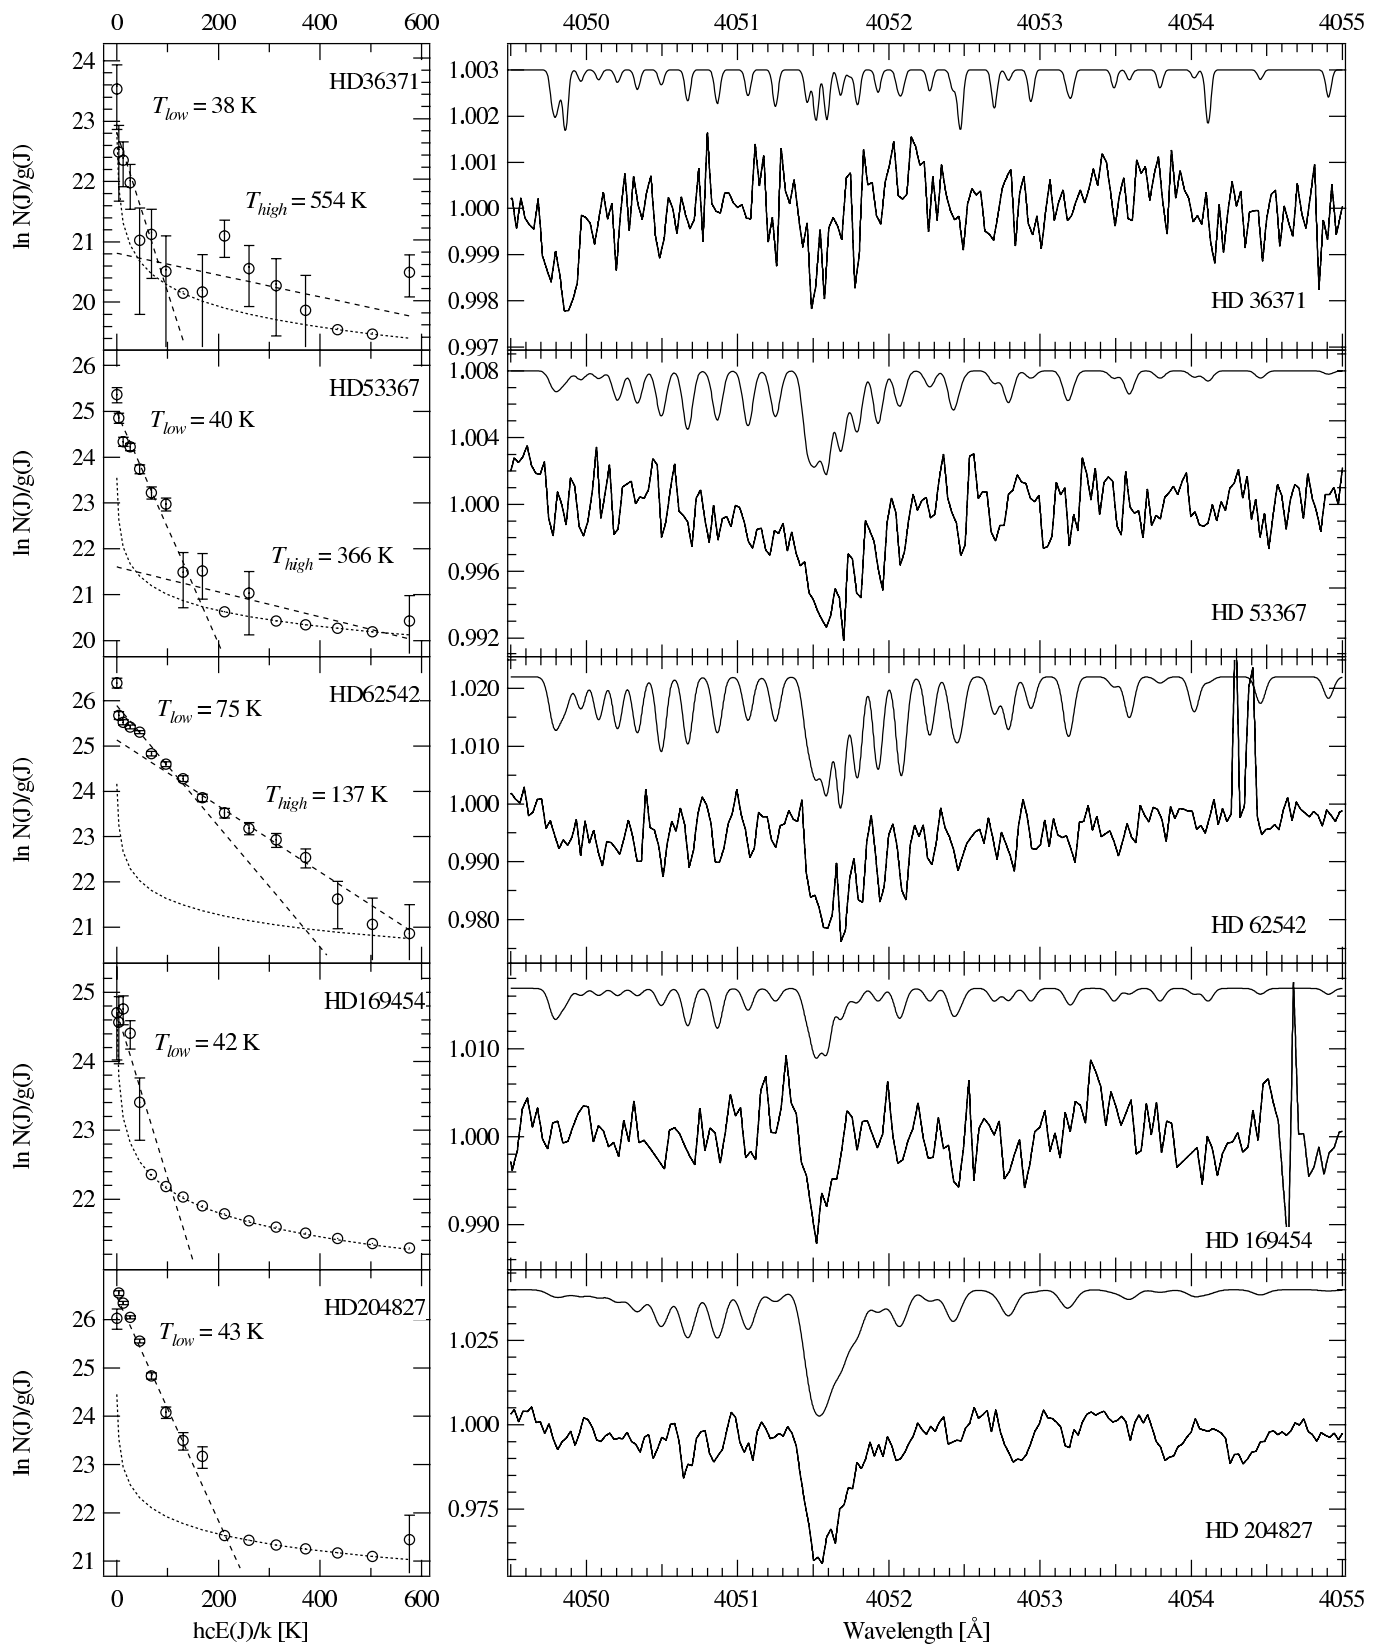 0 200 400 600
4050 4051 4052 4053 4054 4055
24
23
22
21
20
ln N(J)/g(J)
HD36371
T_low = 38 K
T_high = 554 K
1.003
1.002
1.001
1.000
0.999
0.998
0.997
HD 36371
26
25
24
23
22
21
20
ln N(J)/g(J)
HD53367
T_low = 40 K
T_high = 366 K
1.008
1.004
1.000
0.996
0.992
HD 53367
26
25
24
23
22
21
ln N(J)/g(J)
HD62542
T_low = 75 K
T_high = 137 K
1.020
1.010
1.000
0.990
0.980
HD 62542
25
24
23
22
ln N(J)/g(J)
HD169454
T_low = 42 K
1.010
1.000
0.990
HD 169454
26
25
24
23
22
21
ln N(J)/g(J)
HD204827
T_low = 43 K
1.025
1.000
0.975
HD 204827
0 200 400 600
4050 4051 4052 4053 4054 4055
hcE(J)/k [K]
Wavelength [Å]